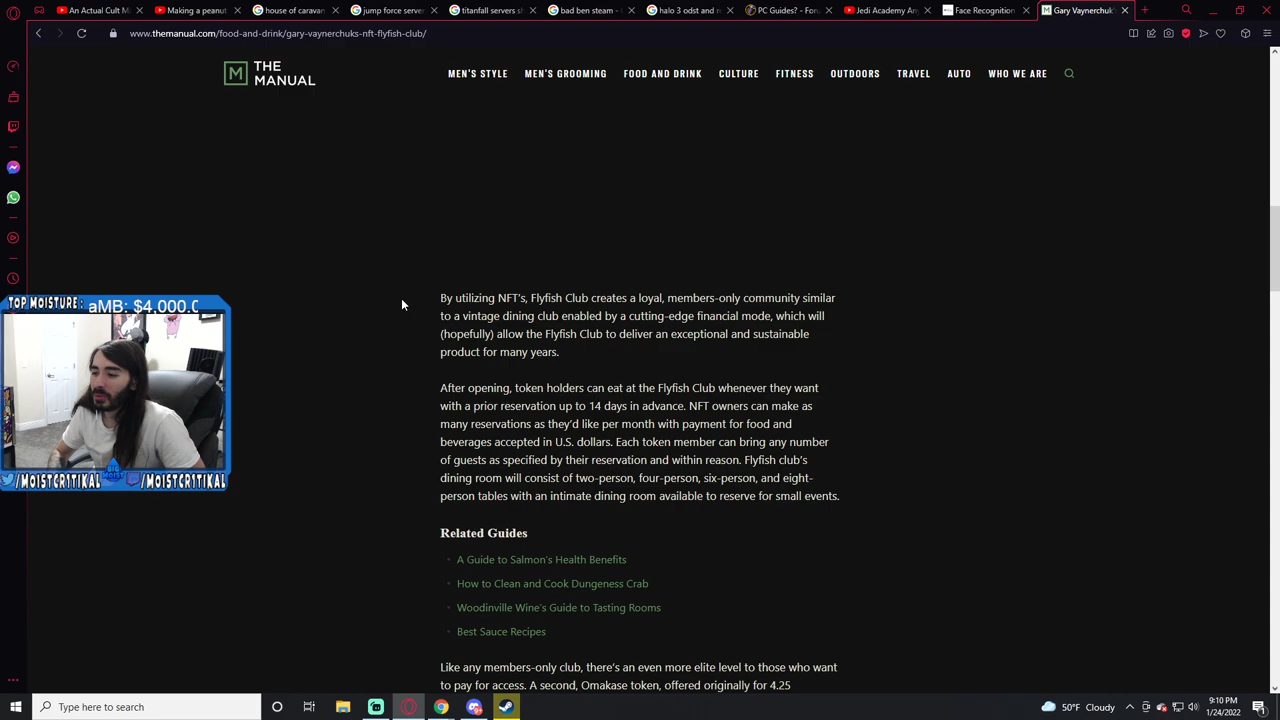 An Actual Cult M
Making a peanut
house of caravan
jump force server
titanfall servers sh
bad ben steam -
halo 3 odst and r
PC Guides? - For
Jedi Academy An
Face Recognition
Gary Vaynerchuk'
www.themanual.com/food-and-drink/gary-vaynerchuks-nft-flyfish-club/
M THE
MANUAL
MEN'S STYLE MEN'S GROOMING FOOD AND DRINK CULTURE FITNESS OUTDOORS TRAVEL AUTO WHO WE ARE
By utilizing NFT's, Flyfish Club creates a loyal, members-only community similar
to a vintage dining club enabled by a cutting-edge financial mode, which will
(hopefully) allow the Flyfish Club to deliver an exceptional and sustainable
product for many years.
After opening, token holders can eat at the Flyfish Club whenever they want
with a prior reservation up to 14 days in advance. NFT owners can make as
many reservations as they'd like per month with payment for food and
beverages accepted in U.S. dollars. Each token member can bring any number
of guests as specified by their reservation and within reason. Flyfish club's
dining room will consist of two-person, four-person, six-person, and eight-
person tables with an intimate dining room available to reserve for small events.
Related Guides
A Guide to Salmon's Health Benefits
How to Clean and Cook Dungeness Crab
Woodinville Wine's Guide to Tasting Rooms
Best Sauce Recipes
Like any members-only club, there's an even more elite level to those who want
to pay for access. A second, Omakase token, offered originally for 4.25
TOP MOISTURE: aMB: $4,000.0
BIG
MOIST
/MOISTCR1TIKAL /MOISTCR1TIKAL
Type here to search
50°F Cloudy
9:10 PM
1/24/2022